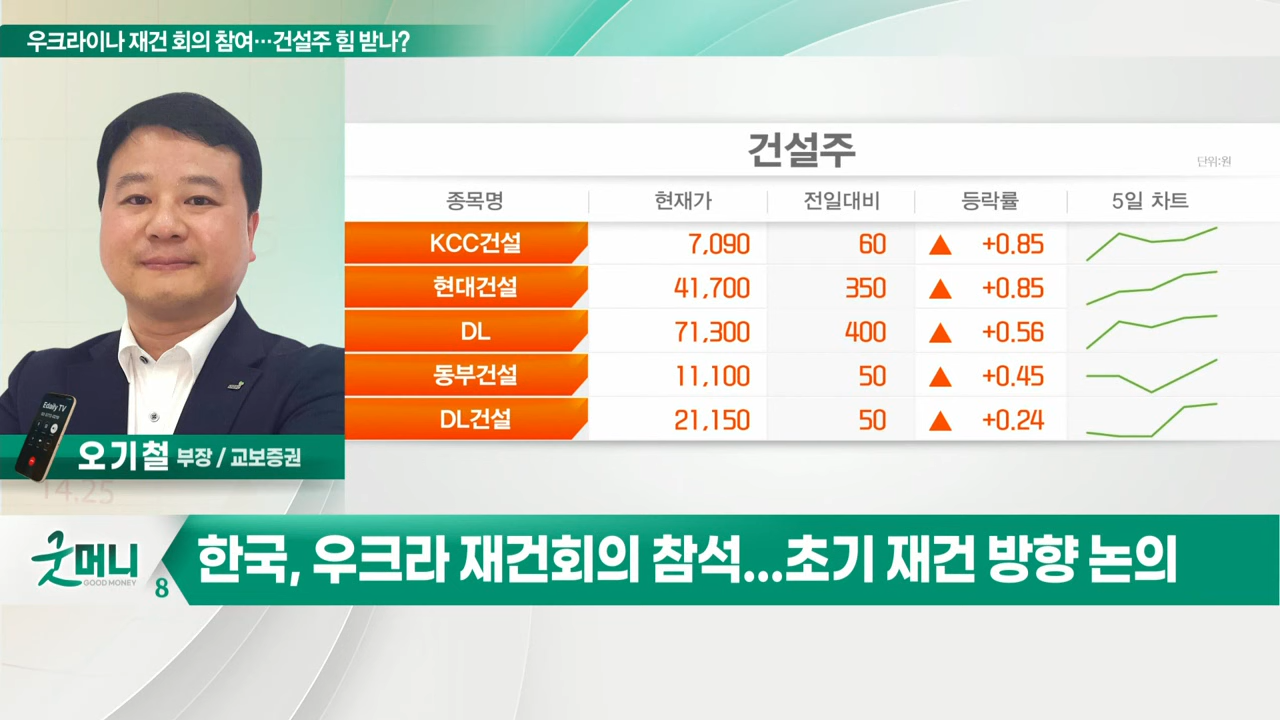 우크라이나 재건 회의 참여…건설주 힘 받나?
건설주
단위:원
종목명 현재가 전일대비 등락률 5일 차트
KCC건설 7,090 60 ▲ +0.85
현대건설 41,700 350 ▲ +0.85
DL 71,300 400 ▲ +0.56
동부건설 11,100 50 ▲ +0.45
DL건설 21,150 50 ▲ +0.24
Edaily TV
오기철 부장 / 교보증권
14.25
굿머니
GOOD MONEY
8
한국, 우크라 재건회의 참석...초기 재건 방향 논의